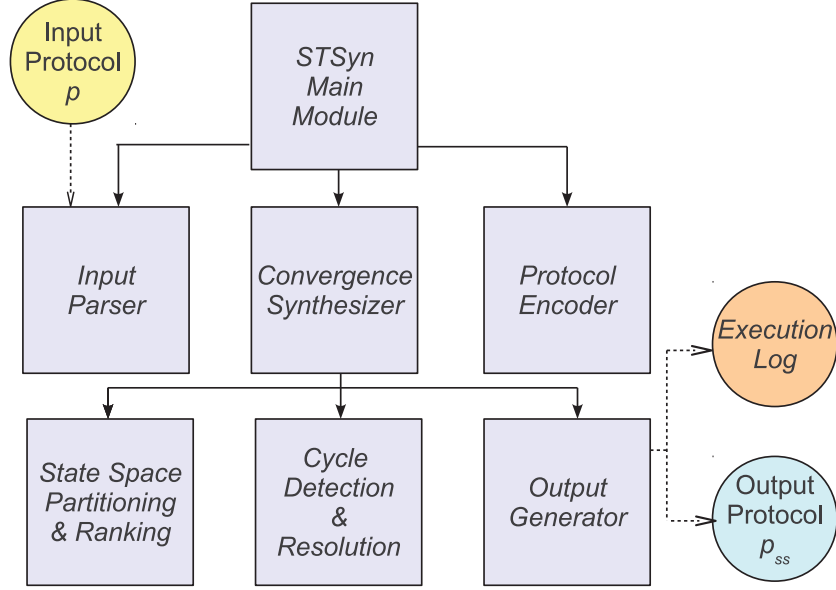 Input
Protocol
p
STSyn
Main
Module
Input
Parser
Convergence
Synthesizer
Protocol
Encoder
Execution
Log
State Space
Partitioning
& Ranking
Cycle
Detection
&
Resolution
Output
Generator
Output
Protocol
p_ss